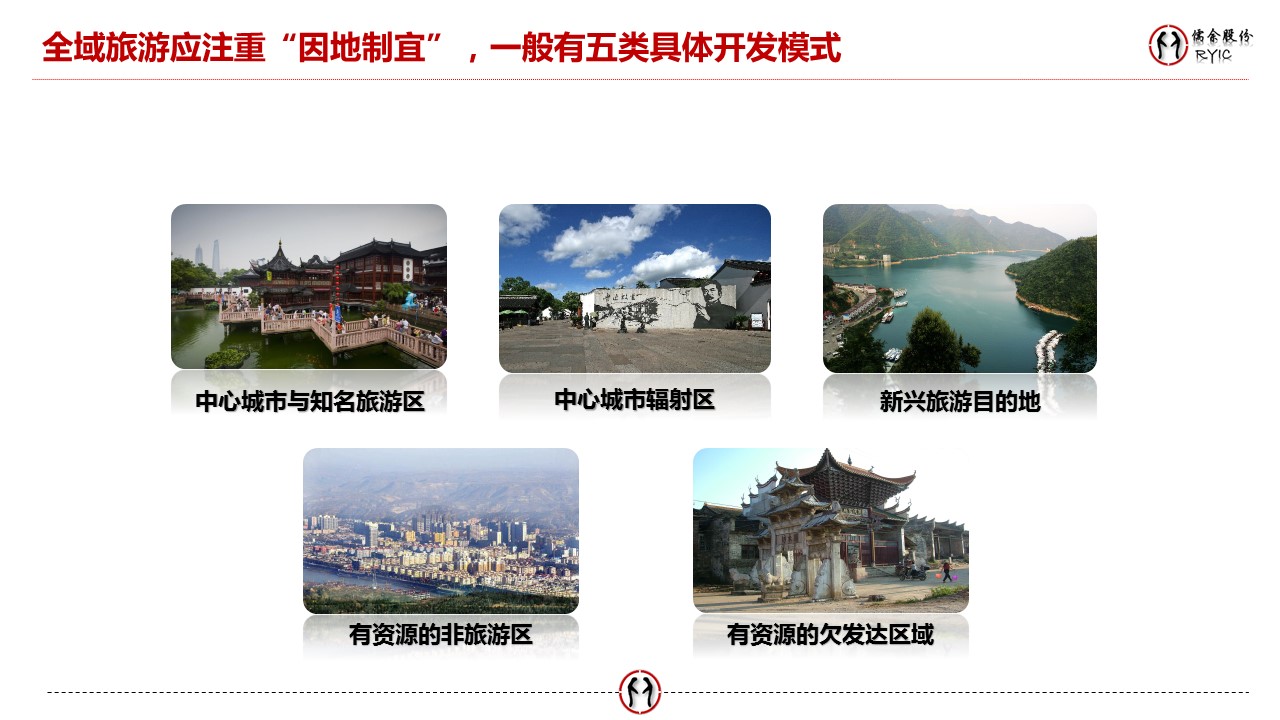 全域旅游应注重“因地制宜”，一般有五类具体开发模式
儒佘股份
RYIC
中心城市与知名旅游区
中心城市辐射区
新兴旅游目的地
有资源的非旅游区
有资源的欠发达区域